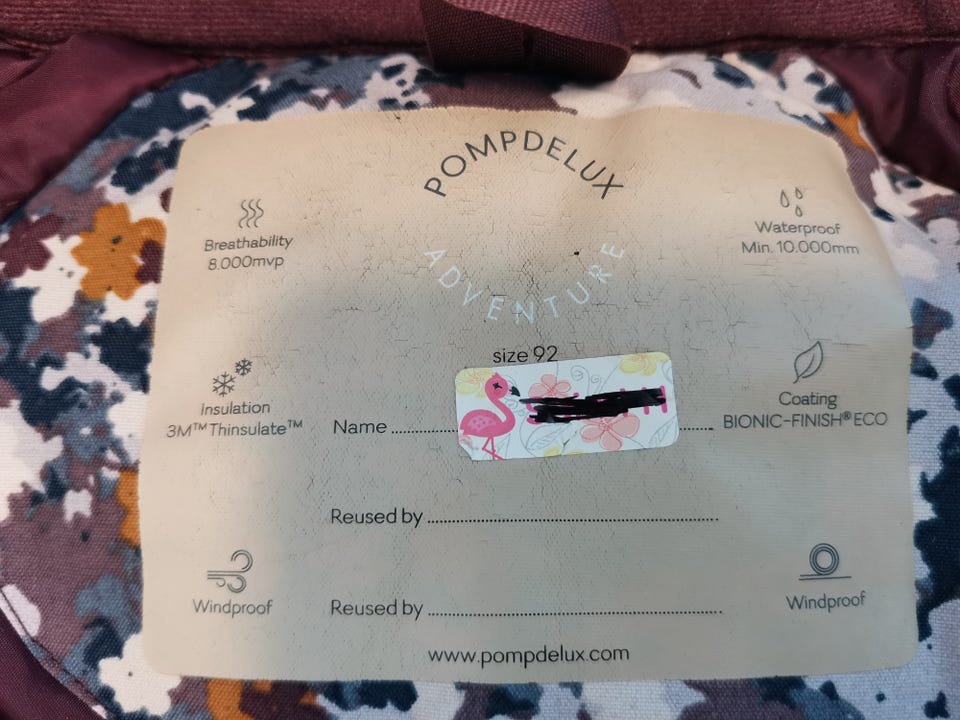 POMPDELUX
ADVENTURE
Breathability
8.000mvp
Waterproof
Min. 10.000mm
size 92
Insulation
3M™ Thinsulate™
Name
Coating
BIONIC-FINISH® ECO
Reused by
Windproof
Reused by
Windproof
www.pompdelux.com